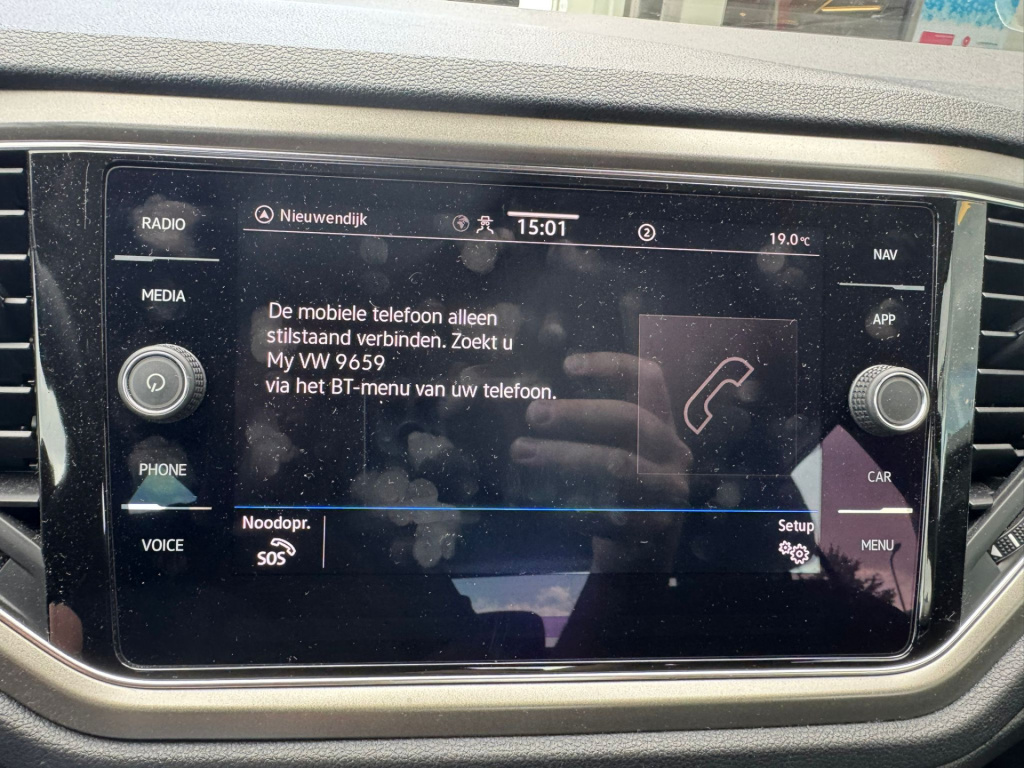 RADIO
MEDIA
PHONE
VOICE
Nieuwendijk
15:01
2
19.0°C
De mobiele telefoon alleen
stilstaand verbinden. Zoekt u
My VW 9659
via het BT-menu van uw telefoon.
Noodopr.
SOS
Setup
NAV
APP
CAR
MENU